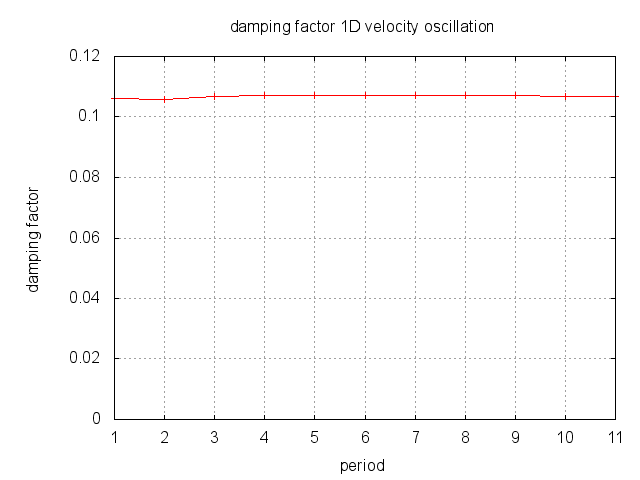 damping factor 1D velocity oscillation
0.12
0.1
0.08
0.06
0.04
0.02
0
damping factor
1 2 3 4 5 6 7 8 9 10 11
period